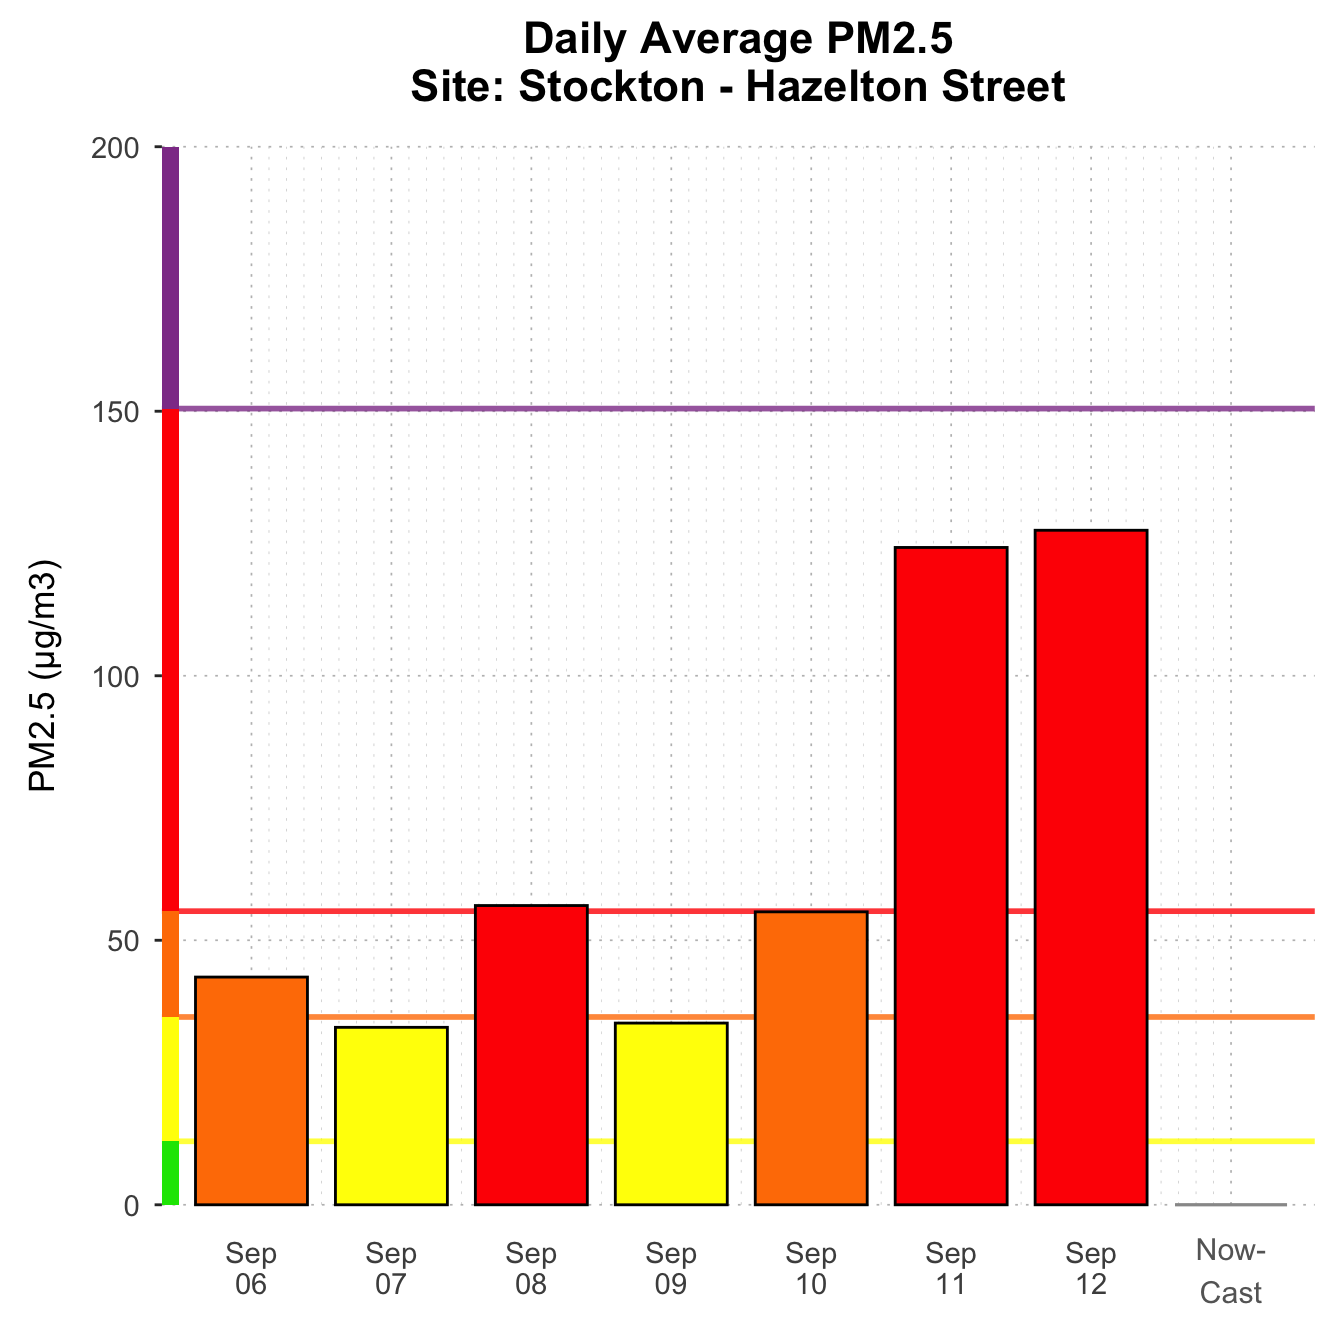 Daily Average PM2.5
Site: Stockton - Hazelton Street
200
150
100
50
0
PM2.5 (µg/m3)
Sep
06
Sep
07
Sep
08
Sep
09
Sep
10
Sep
11
Sep
12
Now-
Cast